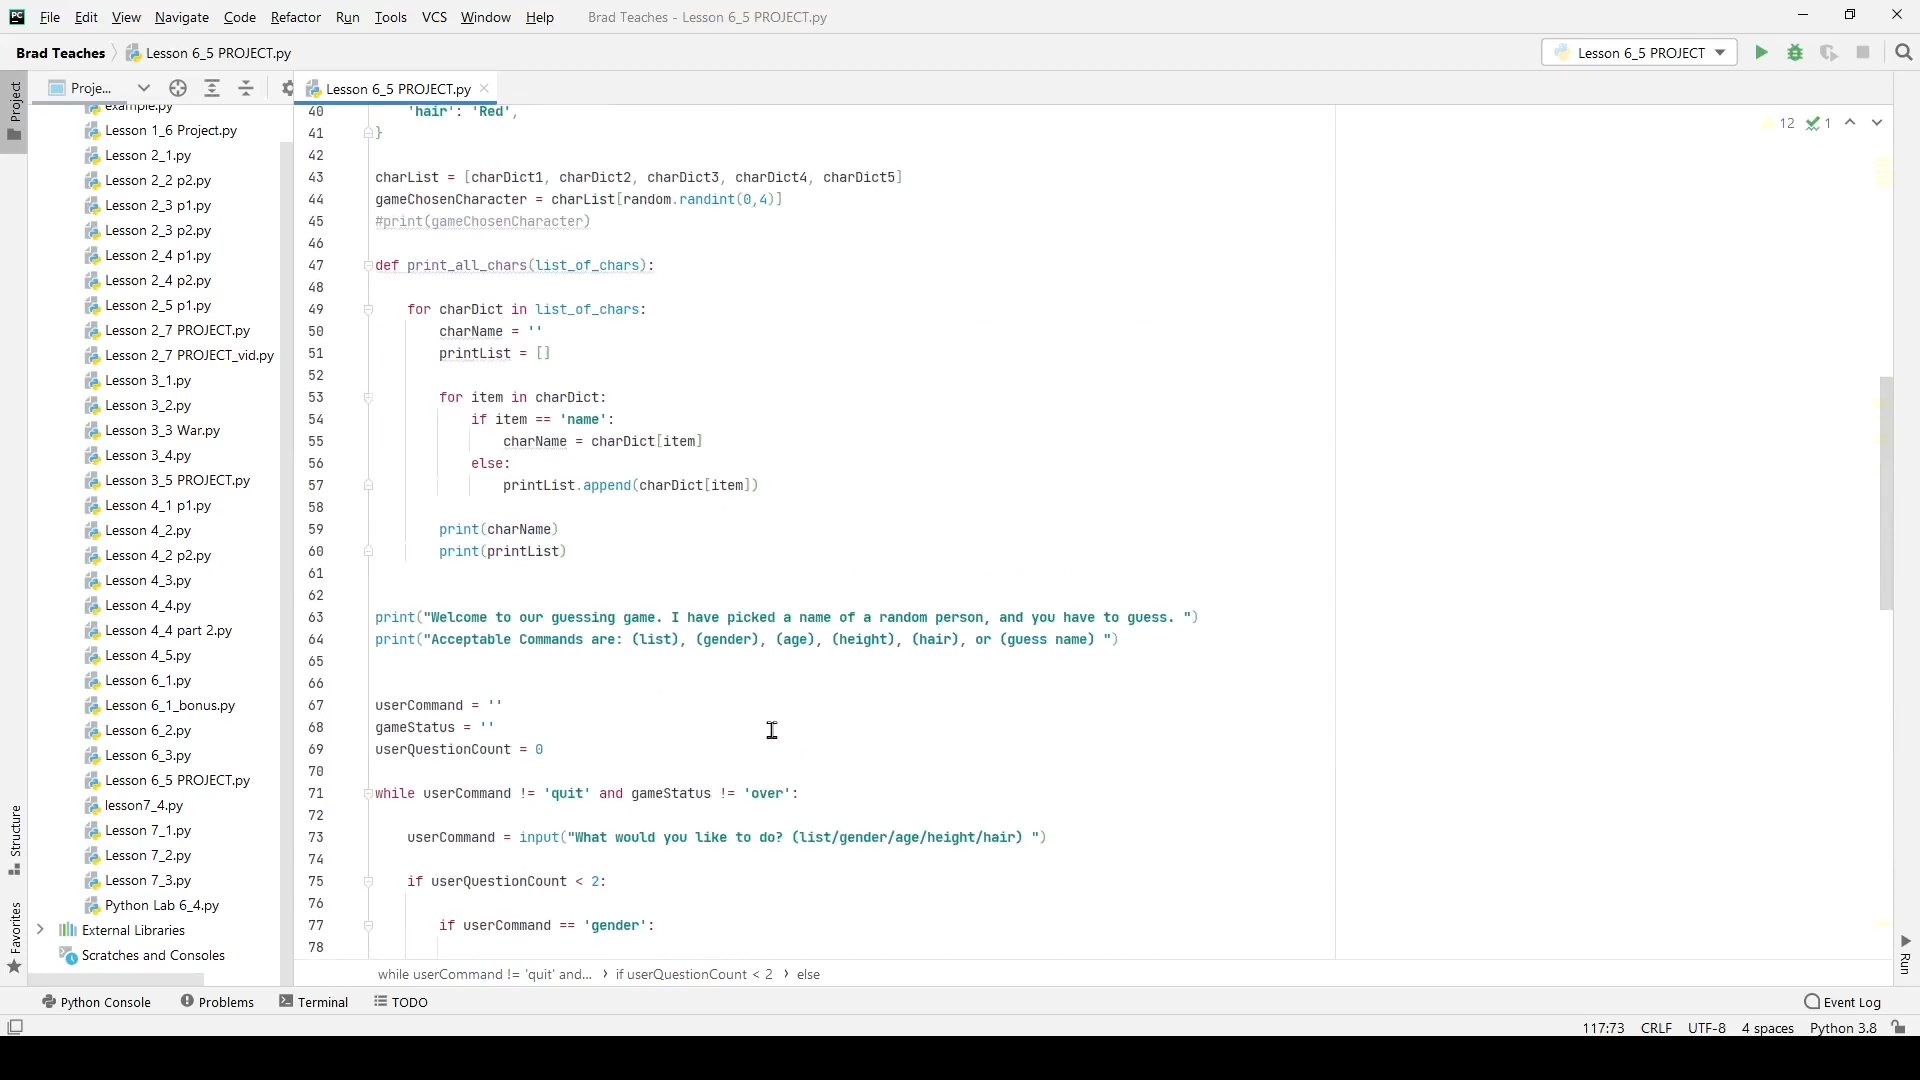 File Edit View Navigate Code Refactor Run Tools VCS Window Help Brad Teaches - Lesson 6_5 PROJECT.py
Brad Teaches Lesson 6_5 PROJECT.py Lesson 6_5 PROJECT
Project
Proje...
Lesson 6_5 PROJECT.py
example.py
Lesson 1_6 Project.py
Lesson 2_1.py
Lesson 2_2 p2.py
Lesson 2_3 p1.py
Lesson 2_3 p2.py
Lesson 2_4 p1.py
Lesson 2_4 p2.py
Lesson 2_5 p1.py
Lesson 2_7 PROJECT.py
Lesson 2_7 PROJECT_vid.py
Lesson 3_1.py
Lesson 3_2.py
Lesson 3_3 War.py
Lesson 3_4.py
Lesson 3_5 PROJECT.py
Lesson 4_1 p1.py
Lesson 4_2.py
Lesson 4_2 p2.py
Lesson 4_3.py
Lesson 4_4.py
Lesson 4_4 part 2.py
Lesson 4_5.py
Lesson 6_1.py
Lesson 6_1_bonus.py
Lesson 6_2.py
Lesson 6_3.py
Lesson 6_5 PROJECT.py
lesson7_4.py
Lesson 7_1.py
Lesson 7_2.py
Lesson 7_3.py
Python Lab 6_4.py
External Libraries
Scratches and Consoles
Structure
Favorites
12 1
40 'hair': 'Red',
41 }
42
43 charList = [charDict1, charDict2, charDict3, charDict4, charDict5]
44 gameChosenCharacter = charList[random.randint(0,4)]
45 #print(gameChosenCharacter)
46
47 def print_all_chars(list_of_chars):
48
49 for charDict in list_of_chars:
50 charName = ''
51 printList = []
52
53 for item in charDict:
54 if item == 'name':
55 charName = charDict[item]
56 else:
57 printList.append(charDict[item])
58
59 print(charName)
60 print(printList)
61
62
63 print("Welcome to our guessing game. I have picked a name of a random person, and you have to guess. ")
64 print("Acceptable Commands are: (list), (gender), (age), (height), (hair), or (guess name) ")
65
66
67 userCommand = ''
68 gameStatus = ''
69 userQuestionCount = 0
70
71 while userCommand != 'quit' and gameStatus != 'over':
72
73 userCommand = input("What would you like to do? (list/gender/age/height/hair) ")
74
75 if userQuestionCount < 2:
76
77 if userCommand == 'gender':
78
while userCommand != 'quit' and... › if userQuestionCount < 2 › else
Run
Python Console Problems Terminal TODO Event Log
117:73 CRLF UTF-8 4 spaces Python 3.8